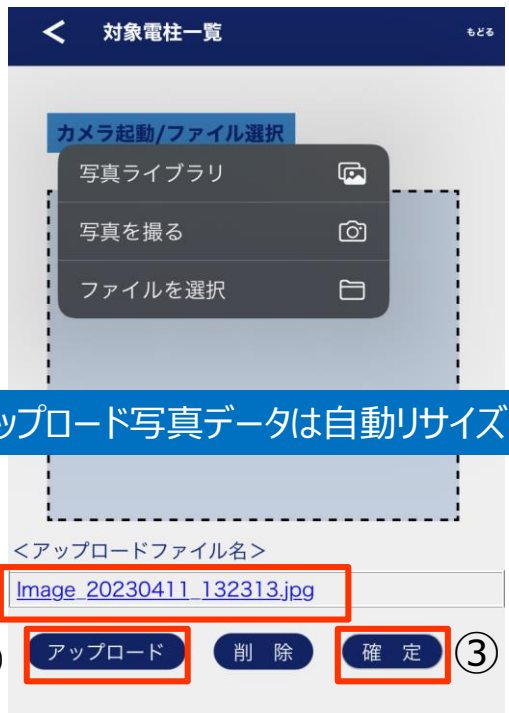 対象電柱一覧
もどる
カメラ起動/ファイル選択
写真ライブラリ
写真を撮る
ファイルを選択
ップロード写真データは自動リサイズ
<アップロードファイル名>
Image_20230411_132313.jpg
アップロード 削 除 確 定 ③